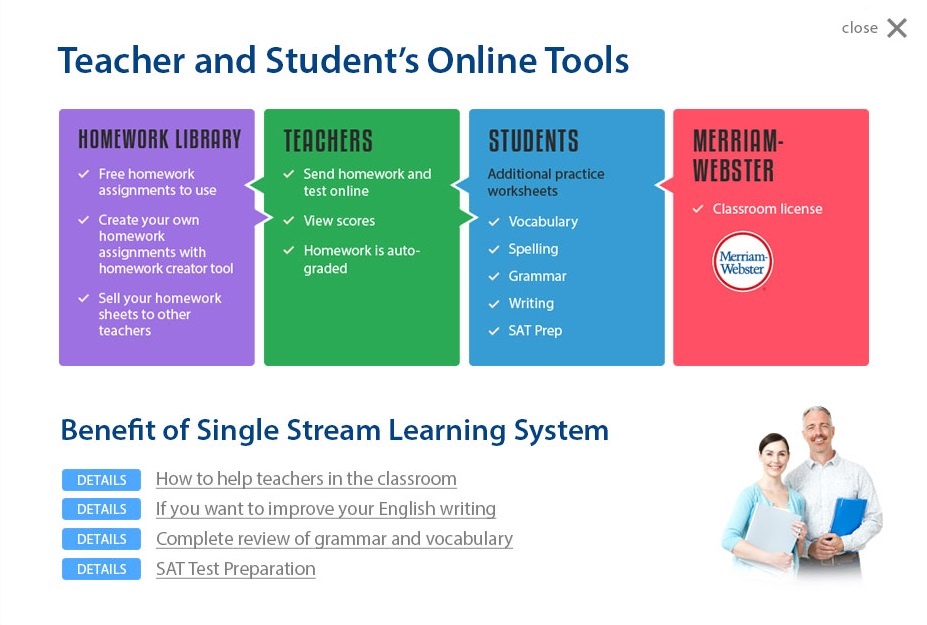 close
Teacher and Student's Online Tools
HOMEWORK LIBRARY
Free homework
assignments to use
Create your own
homework
assignments with
homework creator tool
Sell your homework
sheets to other
teachers
TEACHERS
Send homework and
test online
View scores
Homework is auto-
graded
STUDENTS
Additional practice
worksheets
Vocabulary
Spelling
Grammar
Writing
SAT Prep
MERRIAM-
WEBSTER
Classroom license
Merriam-
Webster
Benefit of Single Stream Learning System
DETAILS How to help teachers in the classroom
DETAILS If you want to improve your English writing
DETAILS Complete review of grammar and vocabulary
DETAILS SAT Test Preparation